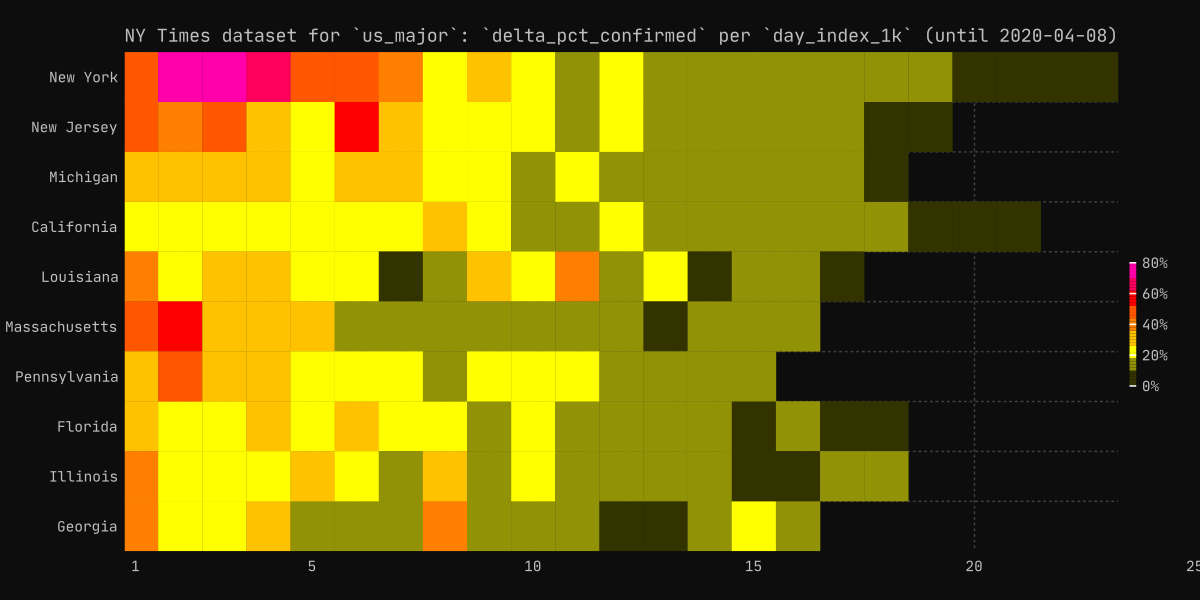 NY Times dataset for `us_major`: `delta_pct_confirmed` per `day_index_1k` (until 2020-04-08)
New York
New Jersey
Michigan
California
Louisiana
Massachusetts
Pennsylvania
Florida
Illinois
Georgia
80%
60%
40%
20%
0%
1 5 10 15 20 25